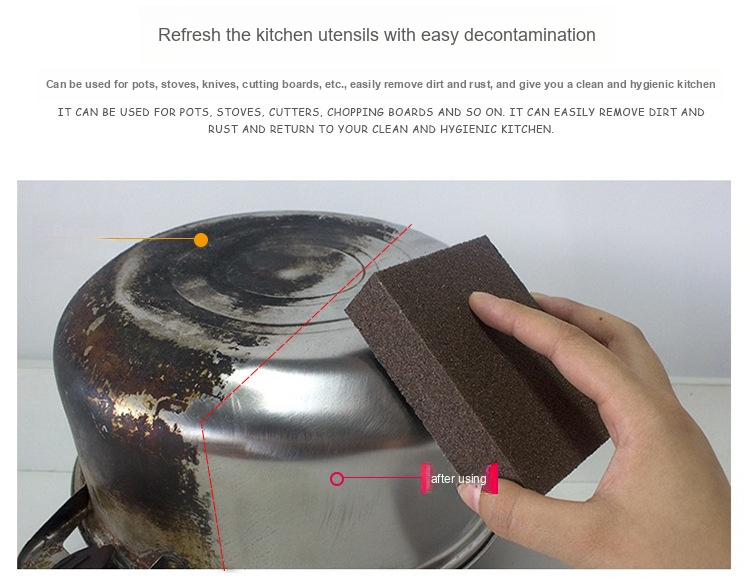 Refresh the kitchen utensils with easy decontamination
Can be used for pots, stoves, knives, cutting boards, etc., easily remove dirt and rust, and give you a clean and hygienic kitchen
IT CAN BE USED FOR POTS, STOVES, CUTTERS, CHOPPING BOARDS AND SO ON. IT CAN EASILY REMOVE DIRT AND
RUST AND RETURN TO YOUR CLEAN AND HYGIENIC KITCHEN.
after using